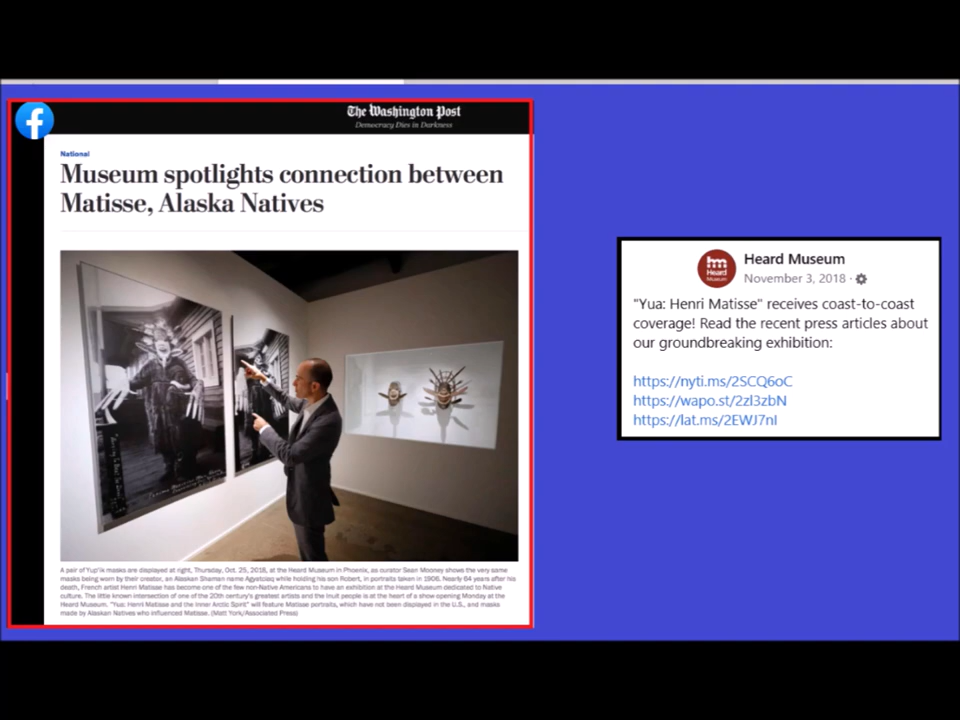 The Washington Post
Democracy Dies in Darkness
National
Museum spotlights connection between
Matisse, Alaska Natives
A pair of Yup'ik masks are displayed at right, Thursday, Oct. 25, 2018, at the Heard Museum in Phoenix, as curator Sean Mooney shows the very same
masks being worn by their creator, an Alaskan Shaman name Ajgatciaq while holding his son Robert, in portraits taken in 1906. Nearly 64 years after his
death, French artist Henri Matisse has become one of the few non-Native Americans to have an exhibition at the Heard Museum dedicated to Native
culture. The little known intersection of one of the 20th century's greatest artists and the Inuit people is at the heart of a show opening Monday at the
Heard Museum. "Yua: Henri Matisse and the Inner Arctic Spirit" will feature Matisse portraits, which have not been displayed in the U.S., and masks
made by Alaskan Natives who influenced Matisse. (Matt York/Associated Press)
hm
Heard
Museum
Heard Museum
November 3, 2018 ·
"Yua: Henri Matisse" receives coast-to-coast
coverage! Read the recent press articles about
our groundbreaking exhibition:
https://nyti.ms/2SCQ6oC
https://wapo.st/2zl3zbN
https://lat.ms/2EWJ7nI